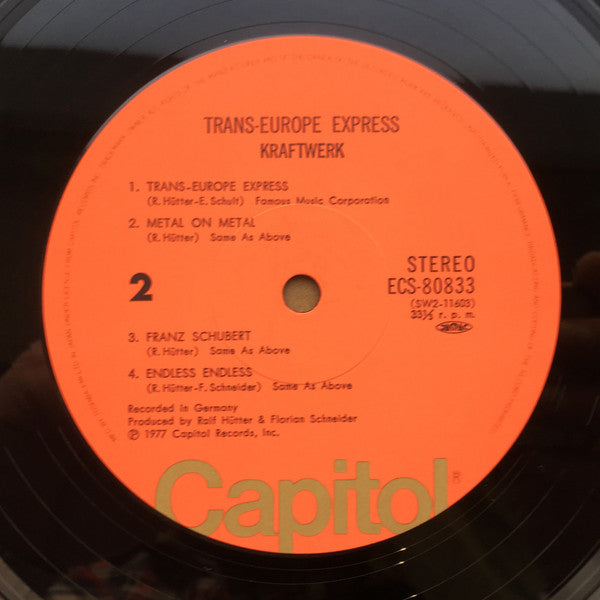 TRANS-EUROPE EXPRESS
KRAFTWERK
1. TRANS-EUROPE EXPRESS
(R. Hütter-E. Schult) Famous Music Corporation
2. METAL ON METAL
(R. Hütter) Same As Above
2
STEREO
ECS-80833
(SW2-11603)
33⅓ r. p. m.
3. FRANZ SCHUBERT
(R. Hütter) Same As Above
4. ENDLESS ENDLESS
(R. Hütter-F. Schneider) Same As Above
Recorded in Germany
Produced by Ralf Hütter & Florian Schneider
℗ 1977 Capitol Records, Inc.
Capitol®